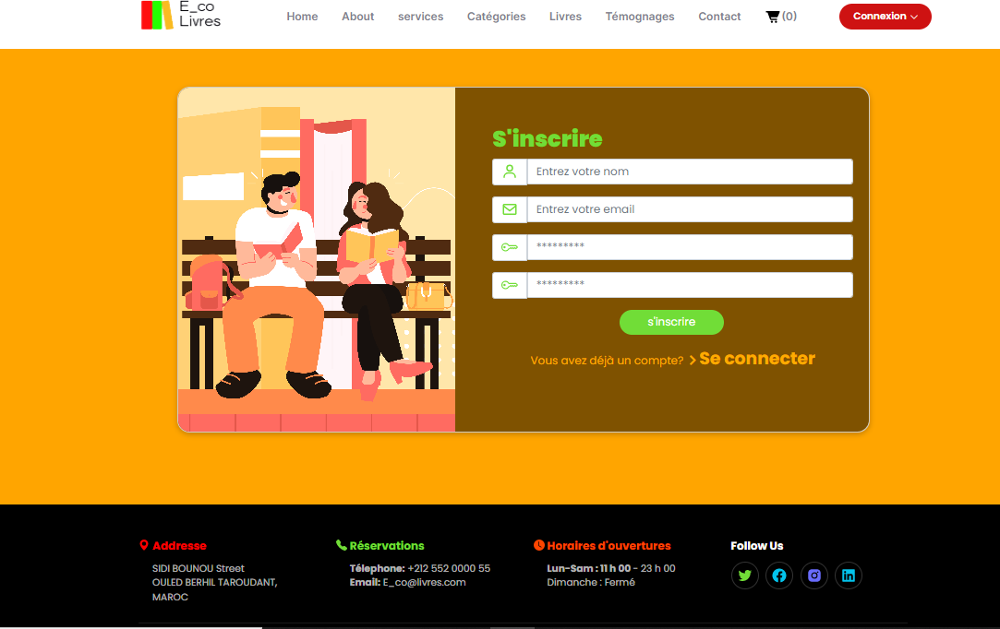 E_co
Livres
Home About services Catégories Livres Témognages Contact (0) Connexion
S'inscrire
Entrez votre nom
Entrez votre email
*********
*********
s'inscrire
Vous avez déjà un compte? > Se connecter
Addresse
SIDI BOUNOU Street
OULED BERHIL TAROUDANT,
MAROC
Réservations
Télephone: +212 552 0000 55
Email: E_co@livres.com
Horaires d'ouvertures
Lun-Sam : 11 h 00 - 23 h 00
Dimanche : Fermé
Follow Us